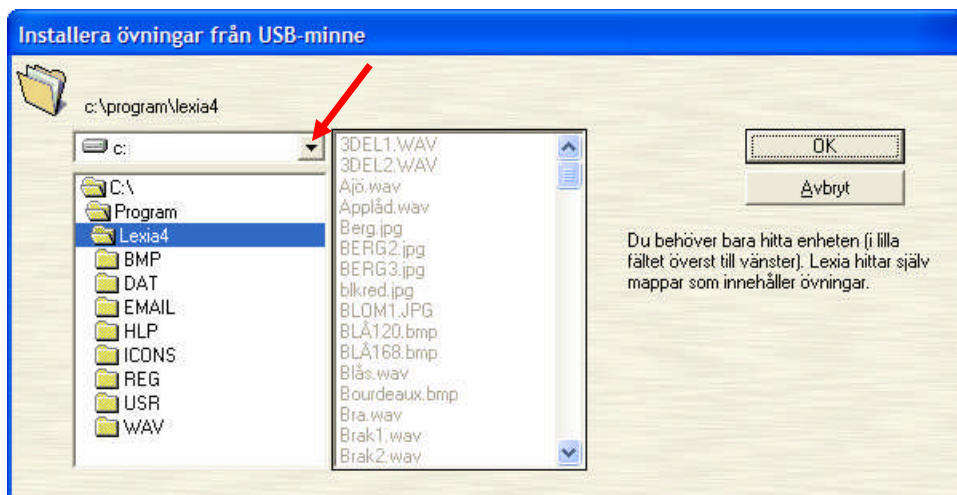 Installera övningar från USB-minne
c:\program\lexia4
c:
C:\
Program
Lexia4
BMP
DAT
EMAIL
HLP
ICONS
REG
USR
WAV
3DEL1.WAV
3DEL2.WAV
Ajö.wav
Applåd.wav
Berg.jpg
BERG2.jpg
BERG3.jpg
blkred.jpg
BLOM1.JPG
BLÅ120.bmp
BLÅ168.bmp
Blås.wav
Bourdeaux.bmp
Bra.wav
Brak1.wav
Brak2.wav
OK
Avbryt
Du behöver bara hitta enheten (i lilla
fältet överst till vänster). Lexia hittar själv
mappar som innehåller övningar.